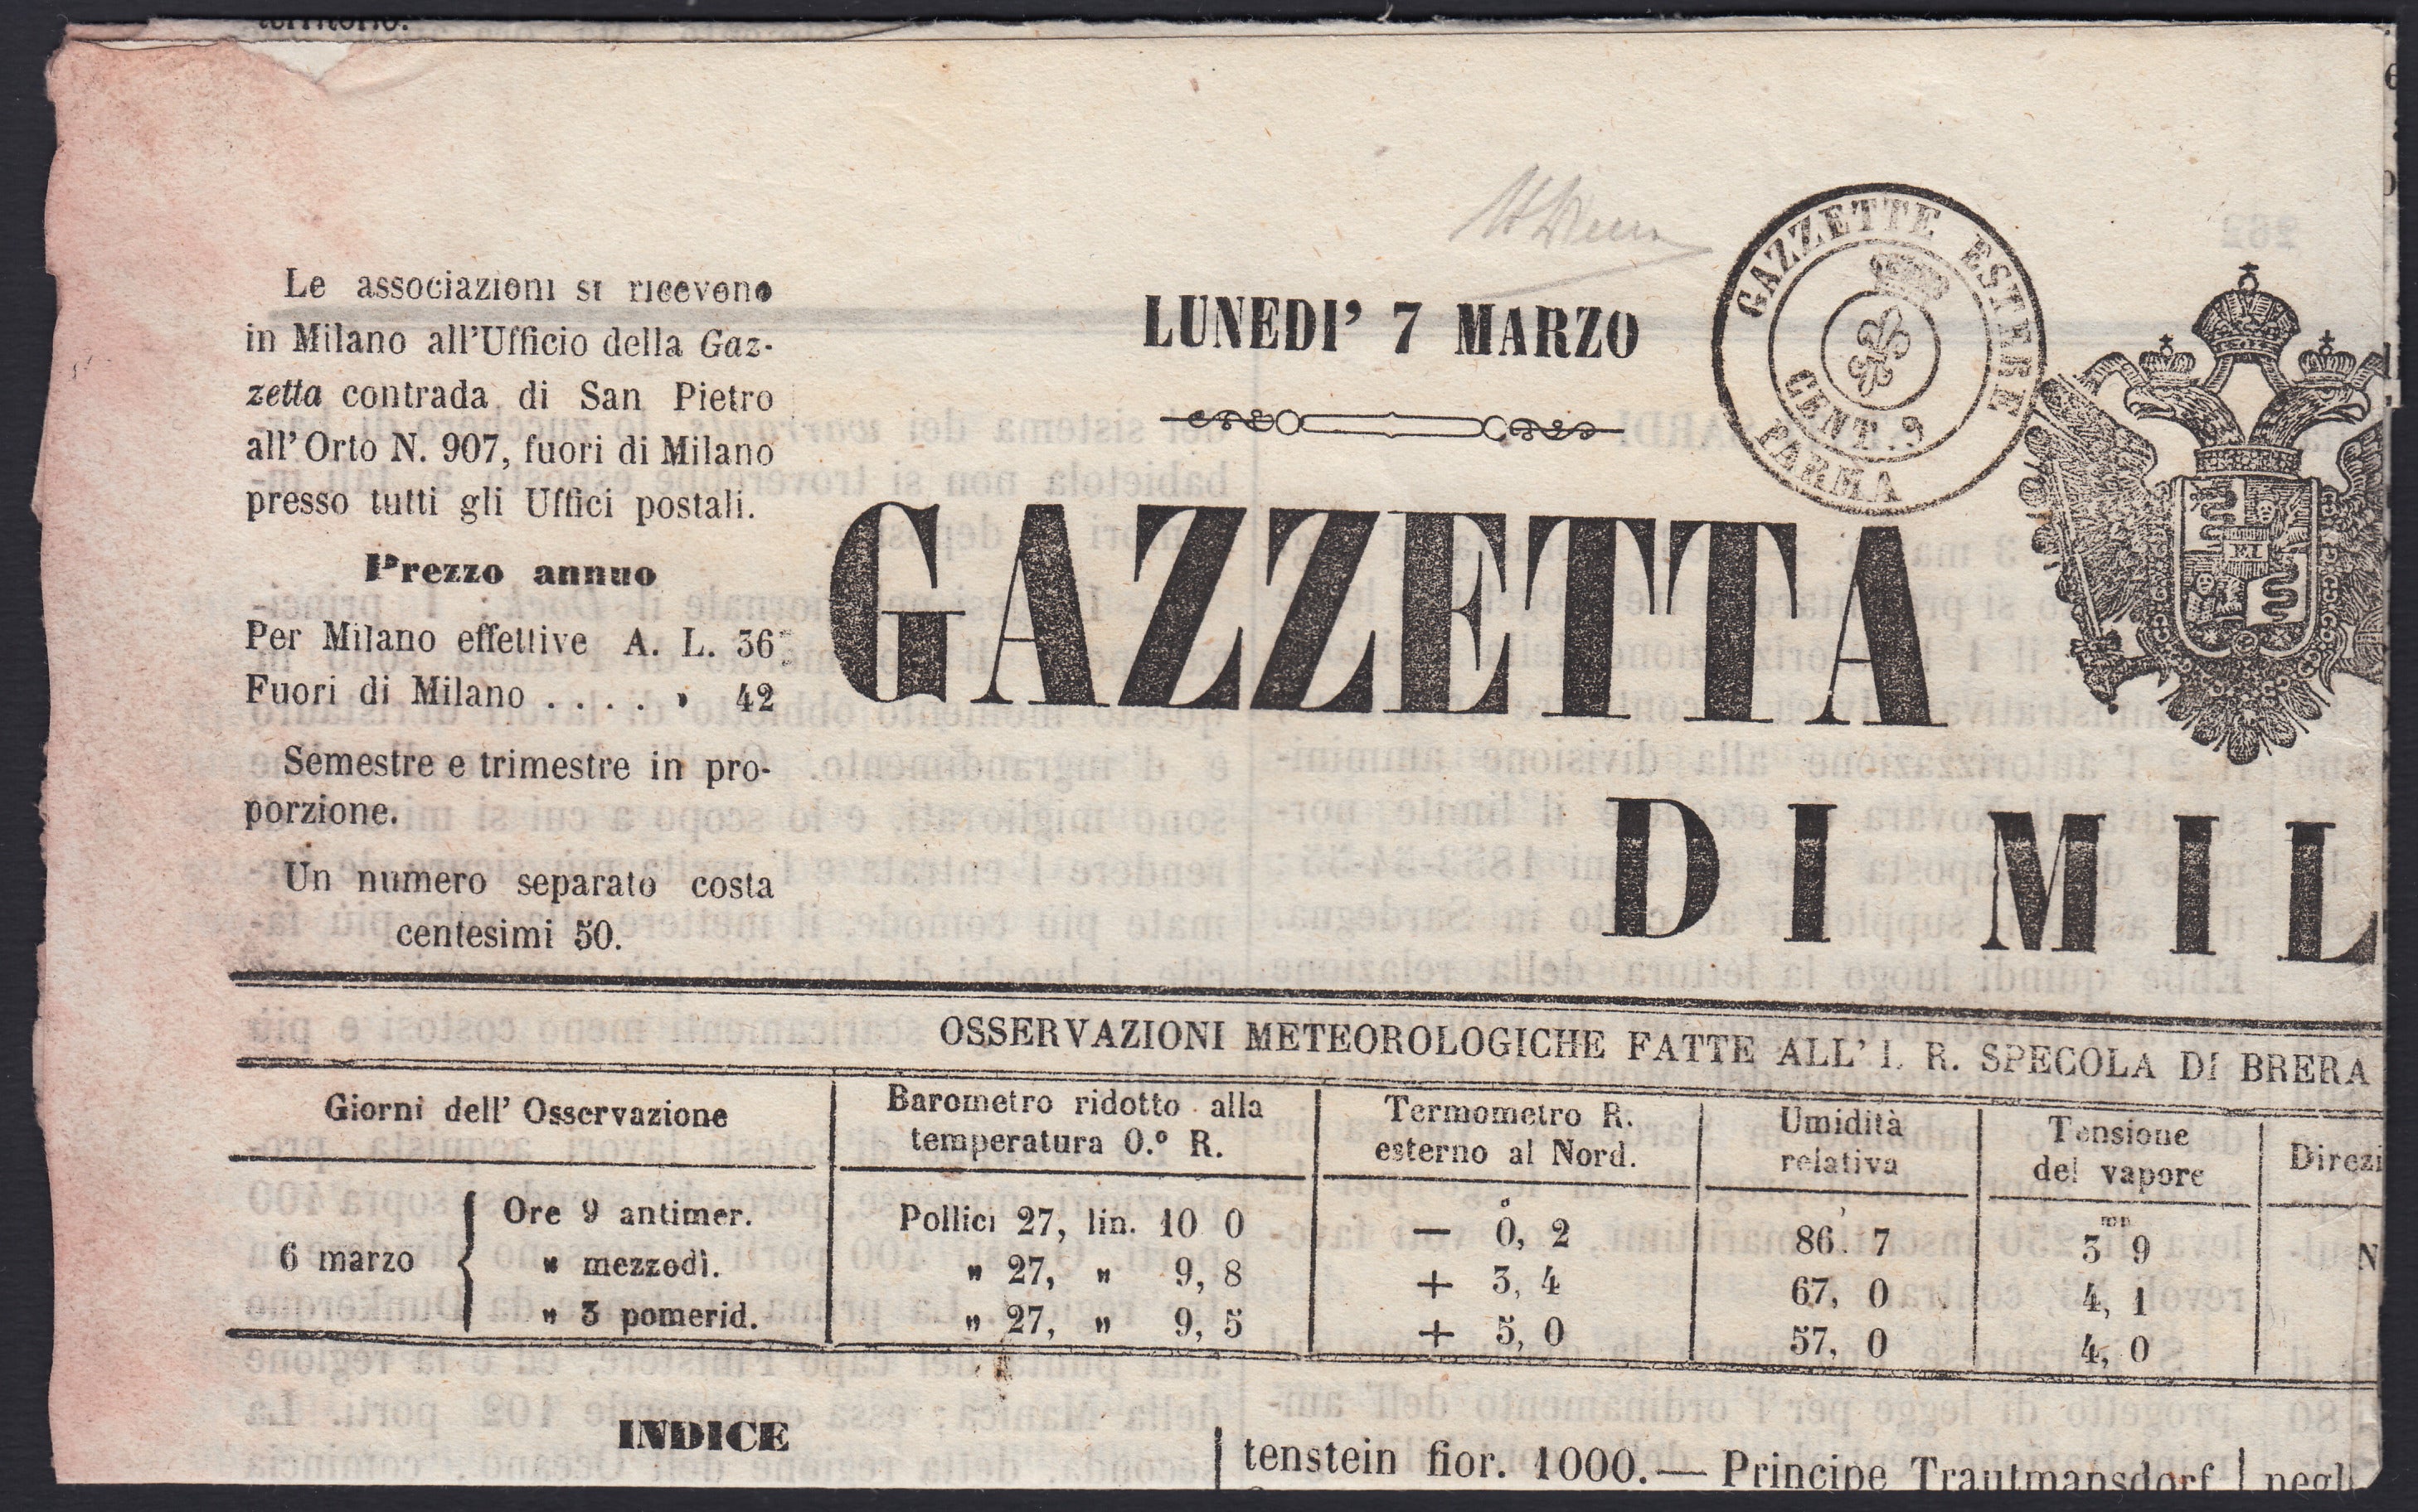 territorio.
Le associazioni si ricevono
in Milano all'Ufficio della Gaz-
zetta contrada di San Pietro
all'Orto N. 907, fuori di Milano
presso tutti gli Uffici postali.
Prezzo annuo
Per Milano effettive A. L. 36
Fuori di Milano . . . . » 42
Semestre e trimestre in pro-
porzione.
Un numero separato costa
centesimi 50.
LUNEDI' 7 MARZO
GAZZETTE ESTERE
CENT. 9
PARMA
F.I.
GAZZETTA
DI MIL
OSSERVAZIONI METEOROLOGICHE FATTE ALL' I. R. SPECOLA DI BRERA
Giorni dell' Osservazione
Barometro ridotto alla
temperatura 0.º R.
Termometro R.
esterno al Nord.
Umidità
relativa
Tensione
del vapore
Direzi
6 marzo
Ore 9 antimer. Pollici 27, lin. 10 0 — 0, 2 86. 7 3 9 N
" mezzodì. " 27, " 9, 8 + 3, 4 67, 0 4, 1
" 3 pomerid. " 27, " 9, 5 + 5, 0 57, 0 4, 0
INDICE
tenstein fior. 1000.— Principe Trautmansdorf
negli